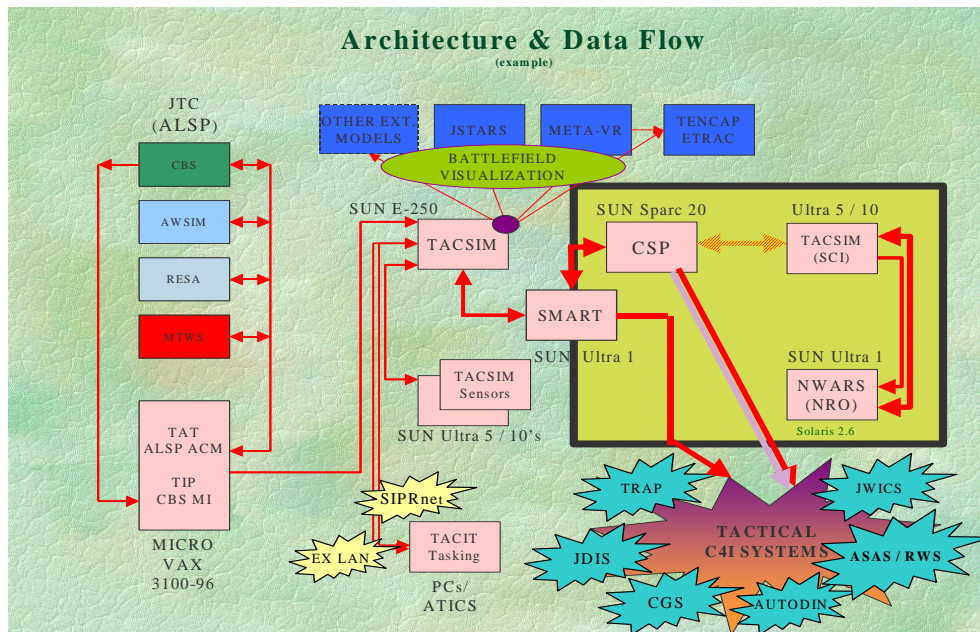 Architecture & Data Flow
(example)
JTC
(ALSP)
OTHER EXT.
MODELS
JSTARS
META-VR
TENCAP
ETRAC
BATTLEFIELD
VISUALIZATION
CBS
AWSIM
RESA
MTWS
TAT
ALSP ACM
TIP
CBS MI
MICRO
VAX
3100-96
SUN E-250
TACSIM
SMART
SUN Ultra 1
TACSIM
Sensors
SUN Ultra 5 / 10's
SIPRnet
EX LAN
TACIT
Tasking
PCs/
ATICS
SUN Sparc 20
CSP
Ultra 5 / 10
TACSIM
(SCI)
SUN Ultra 1
NWARS
(NRO)
Solaris 2.6
TRAP
JWICS
TACTICAL
C4I SYSTEMS
JDIS
ASAS / RWS
CGS
AUTODIN